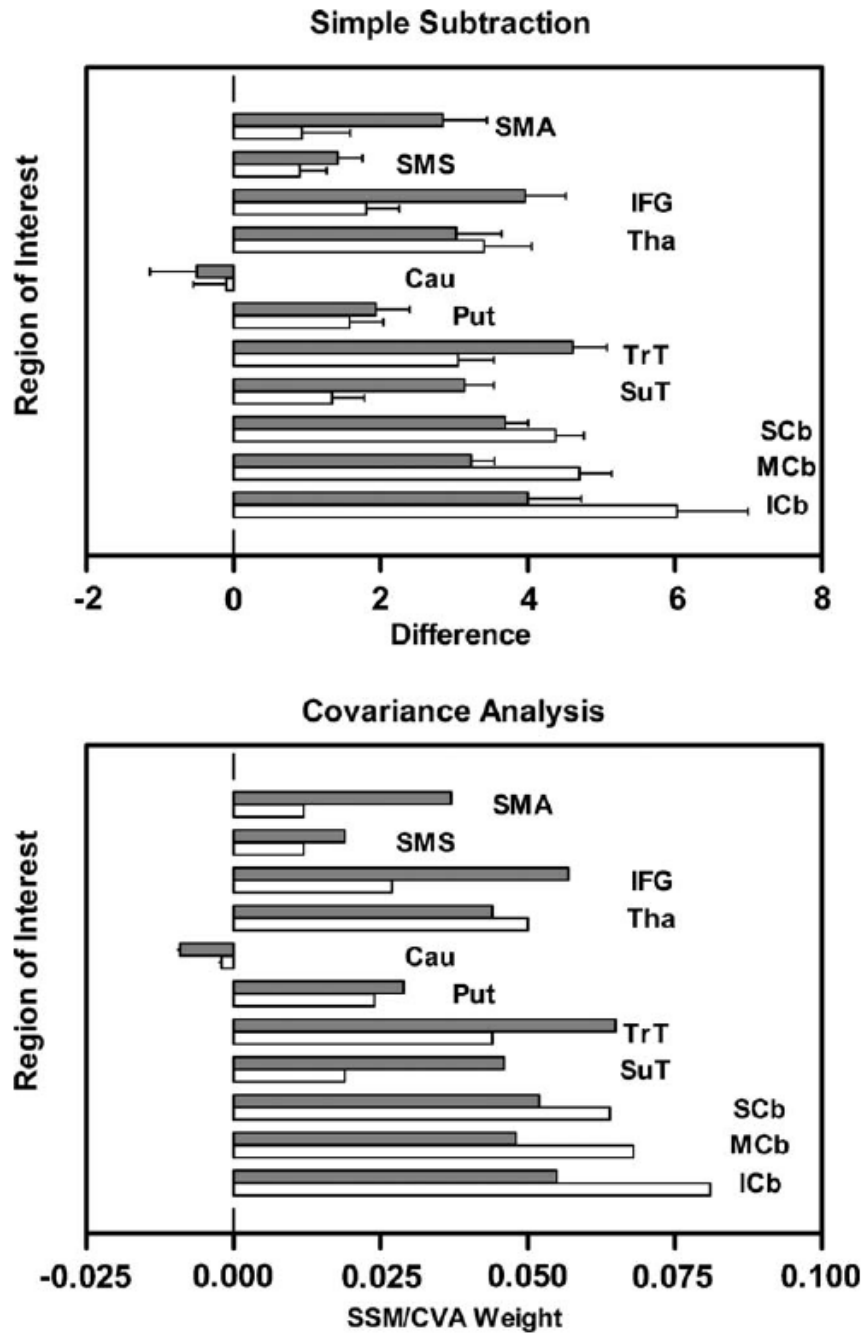 Simple Subtraction
Region of Interest
SMA
SMS
IFG
Tha
Cau
Put
TrT
SuT
SCb
MCb
ICb
-2 0 2 4 6 8
Difference
Covariance Analysis
Region of Interest
SMA
SMS
IFG
Tha
Cau
Put
TrT
SuT
SCb
MCb
ICb
-0.025 0.000 0.025 0.050 0.075 0.100
SSM/CVA Weight